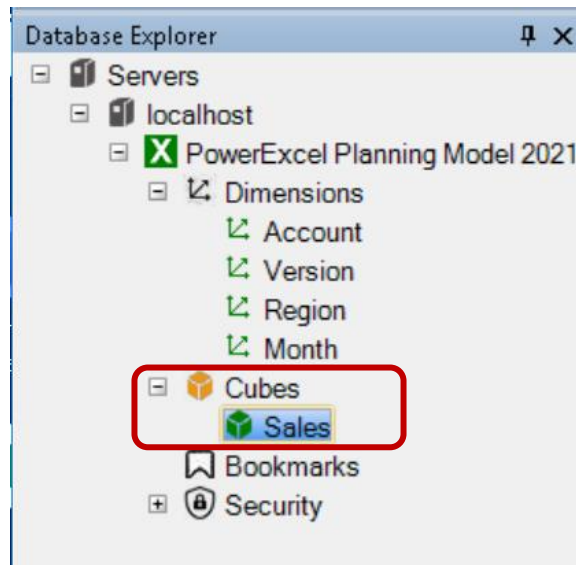 Database Explorer
Servers
localhost
PowerExcel Planning Model 2021
Dimensions
Account
Version
Region
Month
Cubes
Sales
Bookmarks
Security